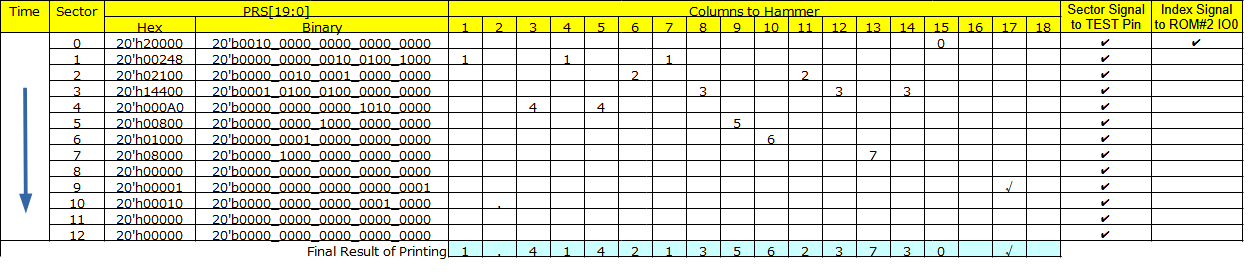 Time Sector PRS[19:0] Columns to Hammer Sector Signal to TEST Pin Index Signal to ROM#2 IO0
Hex Binary 1 2 3 4 5 6 7 8 9 10 11 12 13 14 15 16 17 18
0 20'h20000 20'b0010_0000_0000_0000_0000 0 ✔ ✔
1 20'h00248 20'b0000_0000_0010_0100_1000 1 1 1 ✔
2 20'h02100 20'b0000_0010_0001_0000_0000 2 2 ✔
3 20'h14400 20'b0001_0100_0100_0000_0000 3 3 3 ✔
4 20'h000A0 20'b0000_0000_0000_1010_0000 4 4 ✔
5 20'h00800 20'b0000_0000_1000_0000_0000 5 ✔
6 20'h01000 20'b0000_0001_0000_0000_0000 6 ✔
7 20'h08000 20'b0000_1000_0000_0000_0000 7 ✔
8 20'h00000 20'b0000_0000_0000_0000_0000 ✔
9 20'h00001 20'b0000_0000_0000_0000_0001 √ ✔
10 20'h00010 20'b0000_0000_0000_0001_0000 . ✔
11 20'h00000 20'b0000_0000_0000_0000_0000 ✔
12 20'h00000 20'b0000_0000_0000_0000_0000 ✔
Final Result of Printing 1 . 4 1 4 2 1 3 5 6 2 3 7 3 0 √